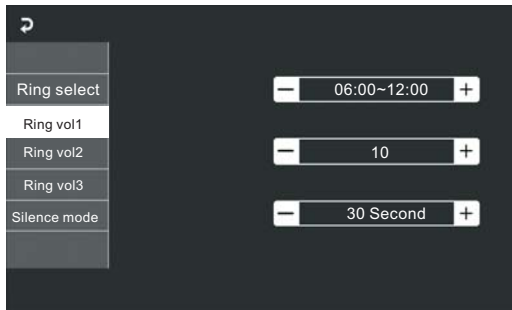 Ring select
Ring vol1
Ring vol2
Ring vol3
Silence mode
− 06:00~12:00 +
− 10 +
− 30 Second +